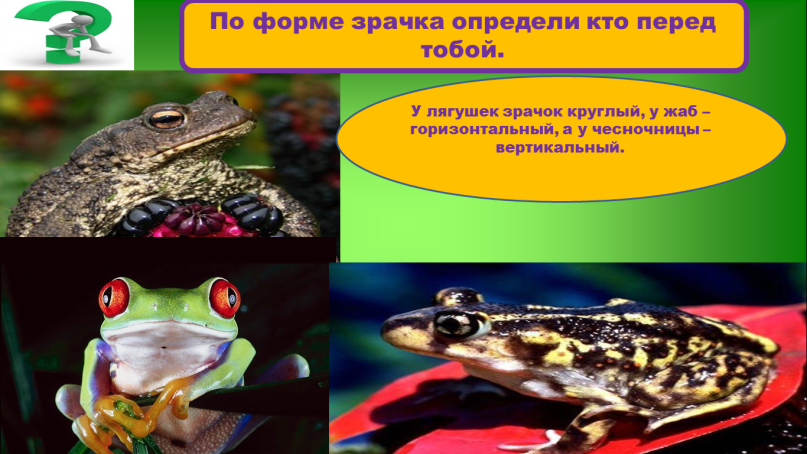 По форме зрачка определи кто перед
тобой.
У лягушек зрачок круглый, у жаб –
горизонтальный, а у чесночницы –
вертикальный.